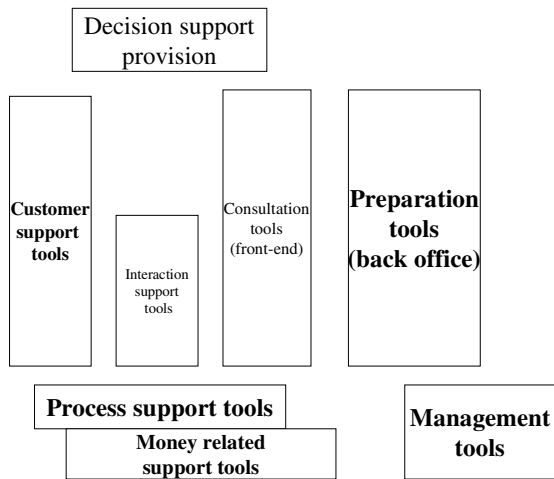 Decision support
provision
Customer
support
tools
Interaction
support
tools
Consultation
tools
(front-end)
Preparation
tools
(back office)
Process support tools
Money related
support tools
Management
tools